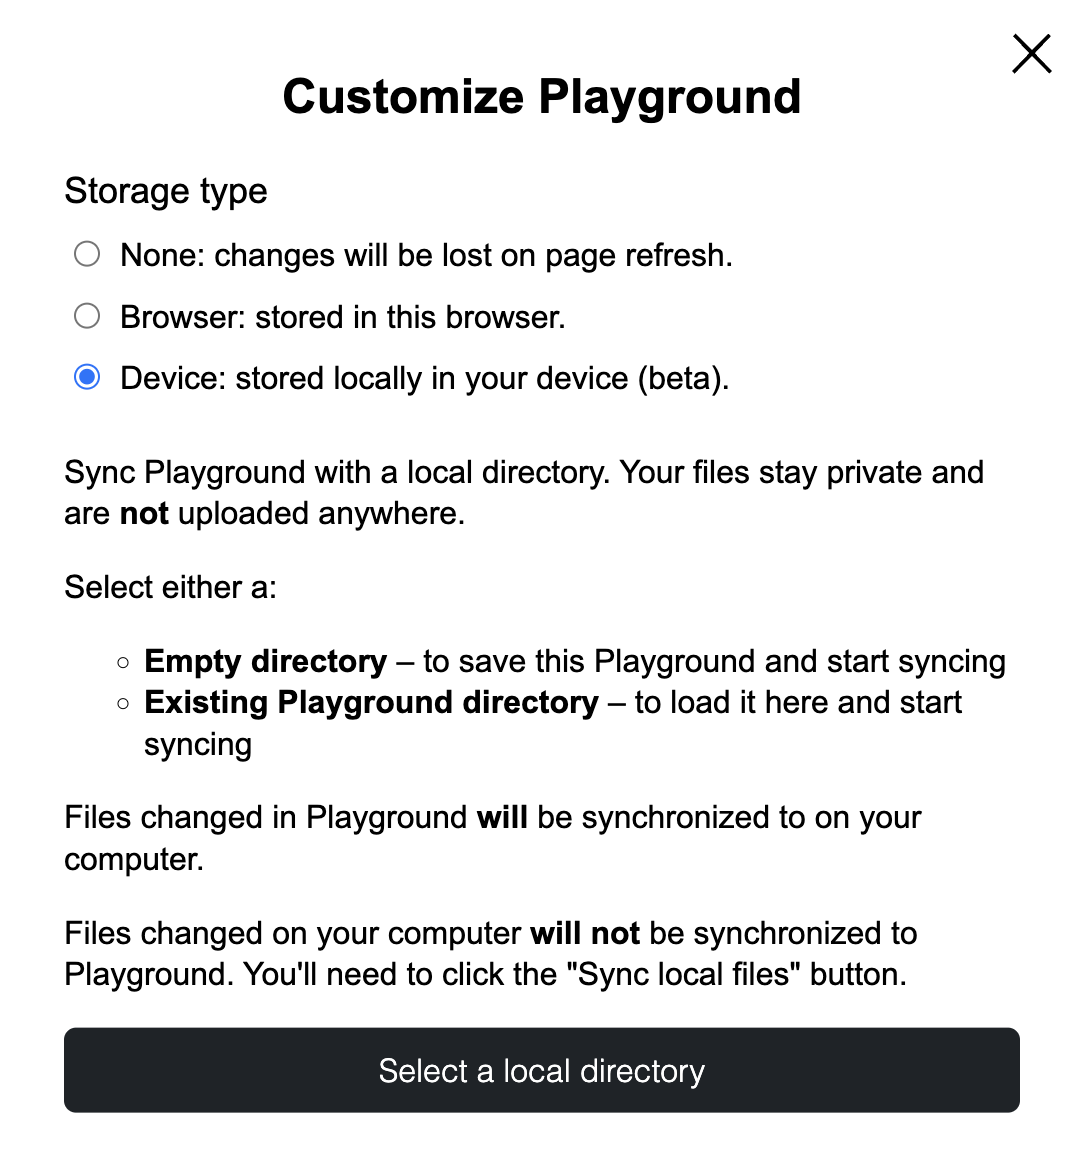 Customize Playground
Storage type
None: changes will be lost on page refresh.
Browser: stored in this browser.
Device: stored locally in your device (beta).
Sync Playground with a local directory. Your files stay private and
are not uploaded anywhere.
Select either a:
Empty directory – to save this Playground and start syncing
Existing Playground directory – to load it here and start
syncing
Files changed in Playground will be synchronized to on your
computer.
Files changed on your computer will not be synchronized to
Playground. You'll need to click the "Sync local files" button.
Select a local directory